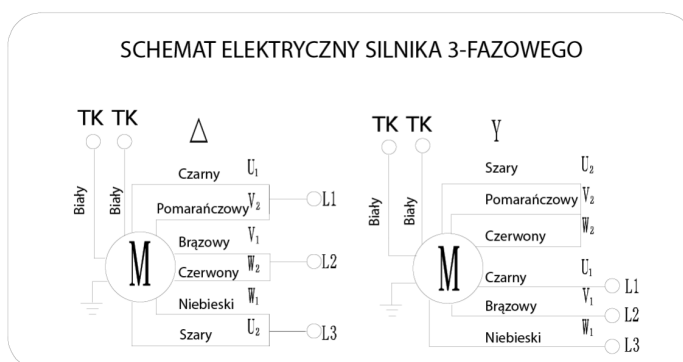 SCHEMAT ELEKTRYCZNY SILNIKA 3-FAZOWEGO
TK TK Δ
Biały
Biały
Czarny U₁
Pomarańczowy V₂
L1
Brązowy V₁
Czerwony W₂
L2
Niebieski W₁
Szary U₂
L3
M
TK TK Y
Biały
Biały
Szary U₂
Pomarańczowy V₂
Czerwony W₂
Czarny U₁ L1
Brązowy V₁ L2
Niebieski W₁ L3
M